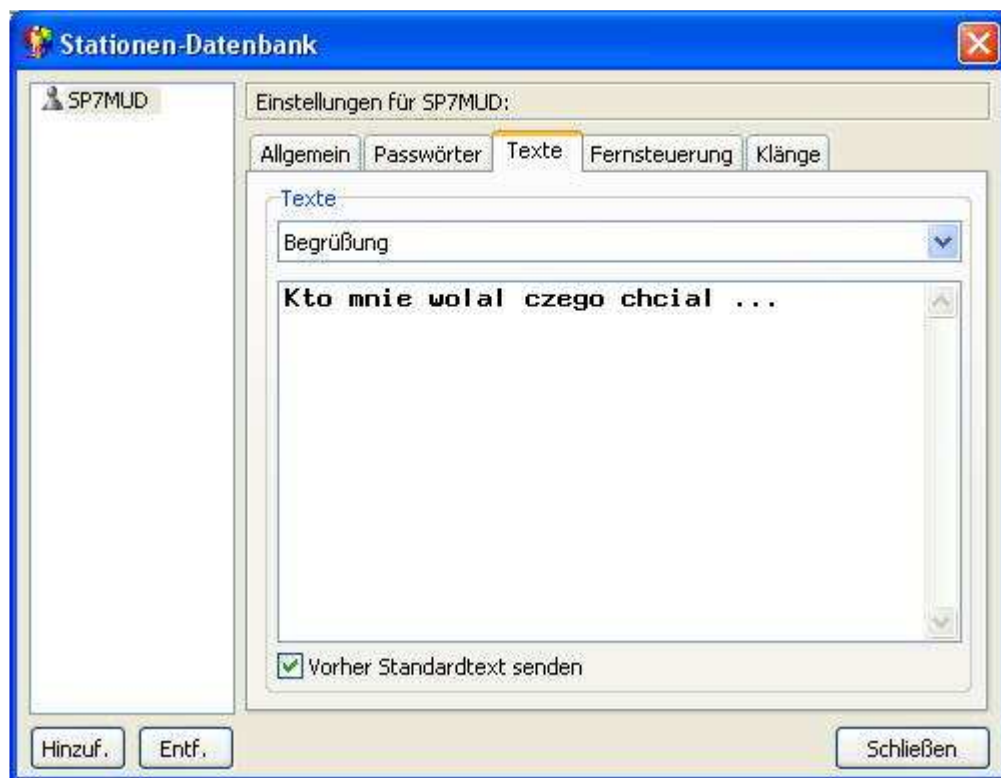 Stationen-Datenbank
SP7MUD
Einstellungen für SP7MUD:
Allgemein Passwörter Texte Fernsteuerung Klänge
Texte
Begrüßung
Kto mnie wolal czego chcial ...
Vorher Standardtext senden
Hinzuf. Entf. Schließen